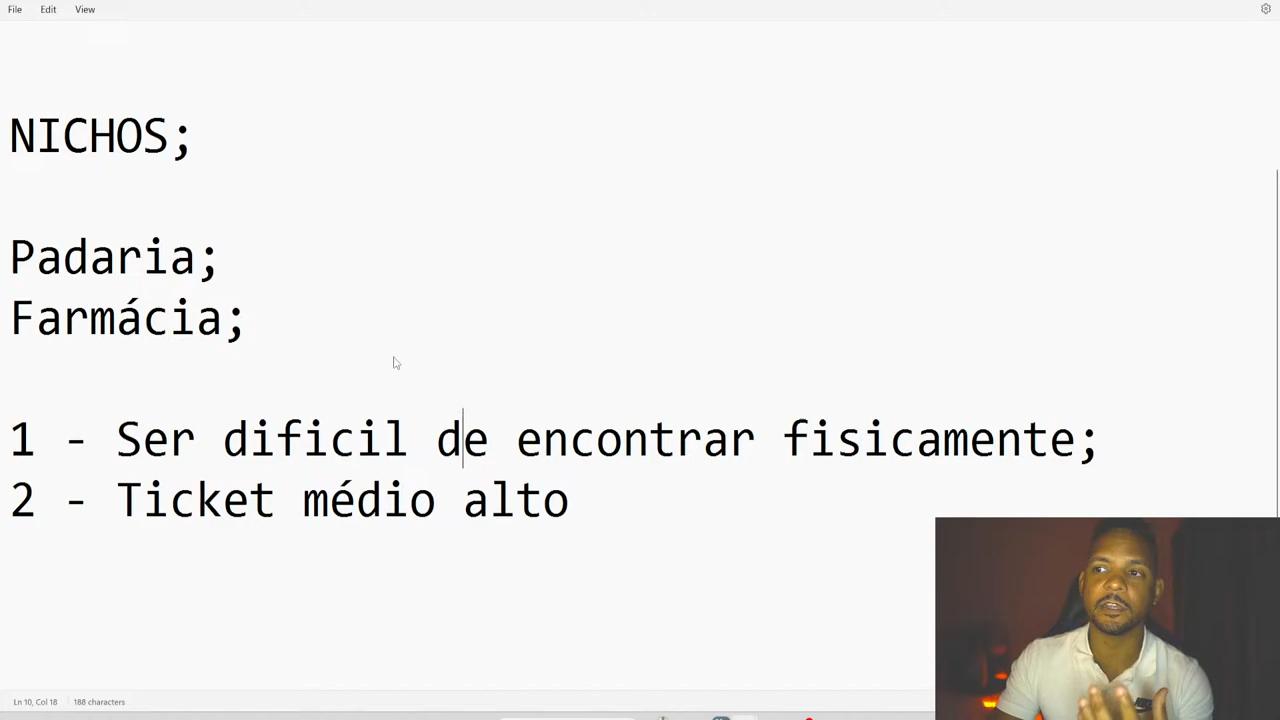 File Edit View
NICHOS;
Padaria;
Farmácia;
1 - Ser dificil de encontrar fisicamente;
2 - Ticket médio alto
Ln 10, Col 18 188 characters